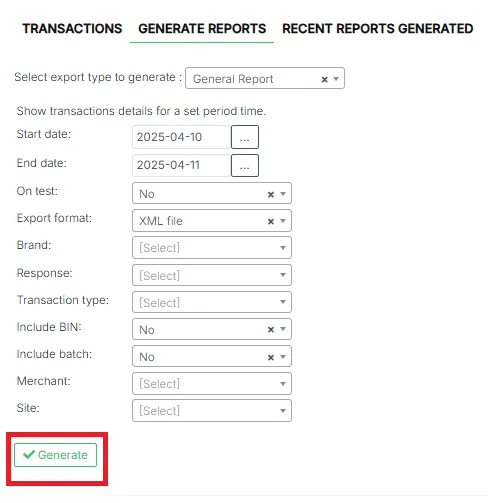 TRANSACTIONS GENERATE REPORTS RECENT REPORTS GENERATED
Select export type to generate : General Report
Show transactions details for a set period time.
Start date: 2025-04-10 ...
End date: 2025-04-11 ...
On test: No
Export format: XML file
Brand: [Select]
Response: [Select]
Transaction type: [Select]
Include BIN: No
Include batch: No
Merchant: [Select]
Site: [Select]
Generate